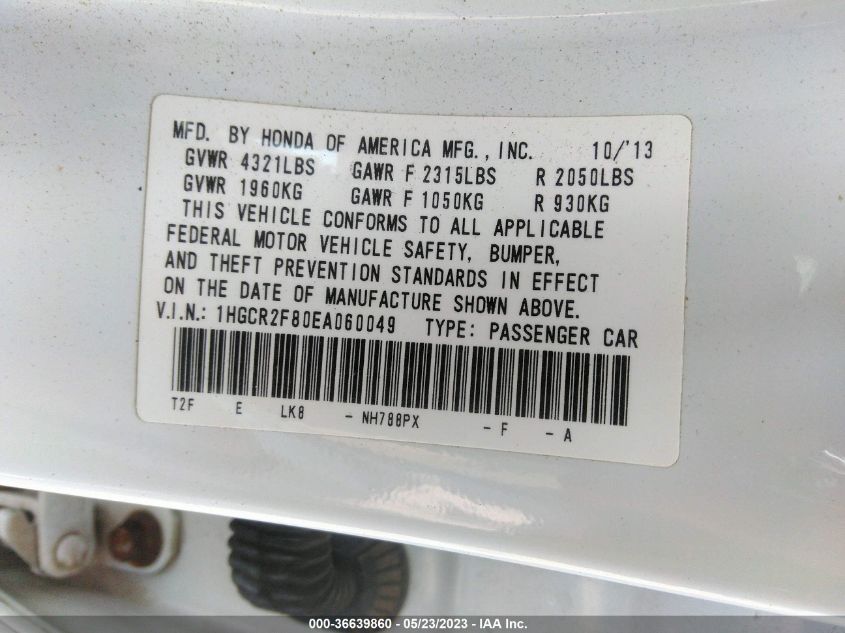 MFD. BY HONDA OF AMERICA MFG., INC. 10/'13
GVWR 4321LBS GAWR F 2315LBS R 2050LBS
GVWR 1960KG GAWR F 1050KG R 930KG
THIS VEHICLE CONFORMS TO ALL APPLICABLE
FEDERAL MOTOR VEHICLE SAFETY, BUMPER,
AND THEFT PREVENTION STANDARDS IN EFFECT
ON THE DATE OF MANUFACTURE SHOWN ABOVE.
V.I.N.: 1HGCR2F80EA060049 TYPE: PASSENGER CAR
T2F E LK8 - NH788PX - F - A
000-36639860 - 05/23/2023 - IAA Inc.